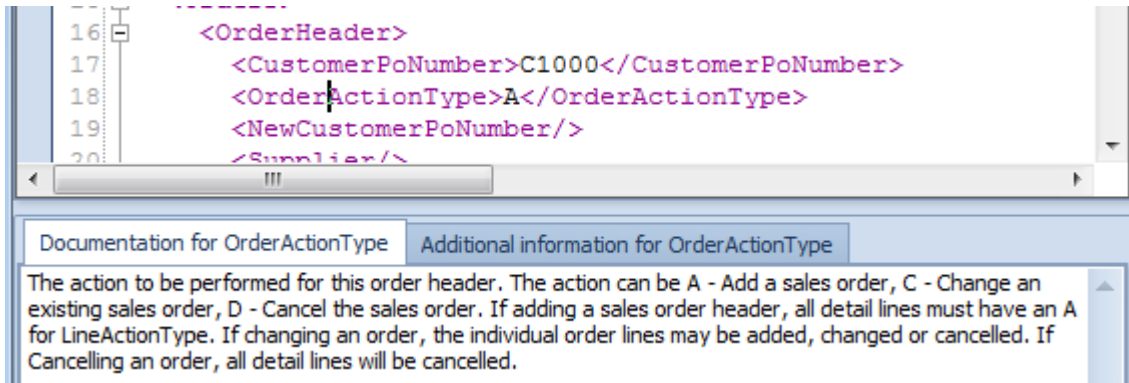 16 <OrderHeader>
17 <CustomerPoNumber>C1000</CustomerPoNumber>
18 <OrderActionType>A</OrderActionType>
19 <NewCustomerPoNumber/>
20 <Supplier/>
Documentation for OrderActionType Additional information for OrderActionType
The action to be performed for this order header. The action can be A - Add a sales order, C - Change an
existing sales order, D - Cancel the sales order. If adding a sales order header, all detail lines must have an A
for LineActionType. If changing an order, the individual order lines may be added, changed or cancelled. If
Cancelling an order, all detail lines will be cancelled.